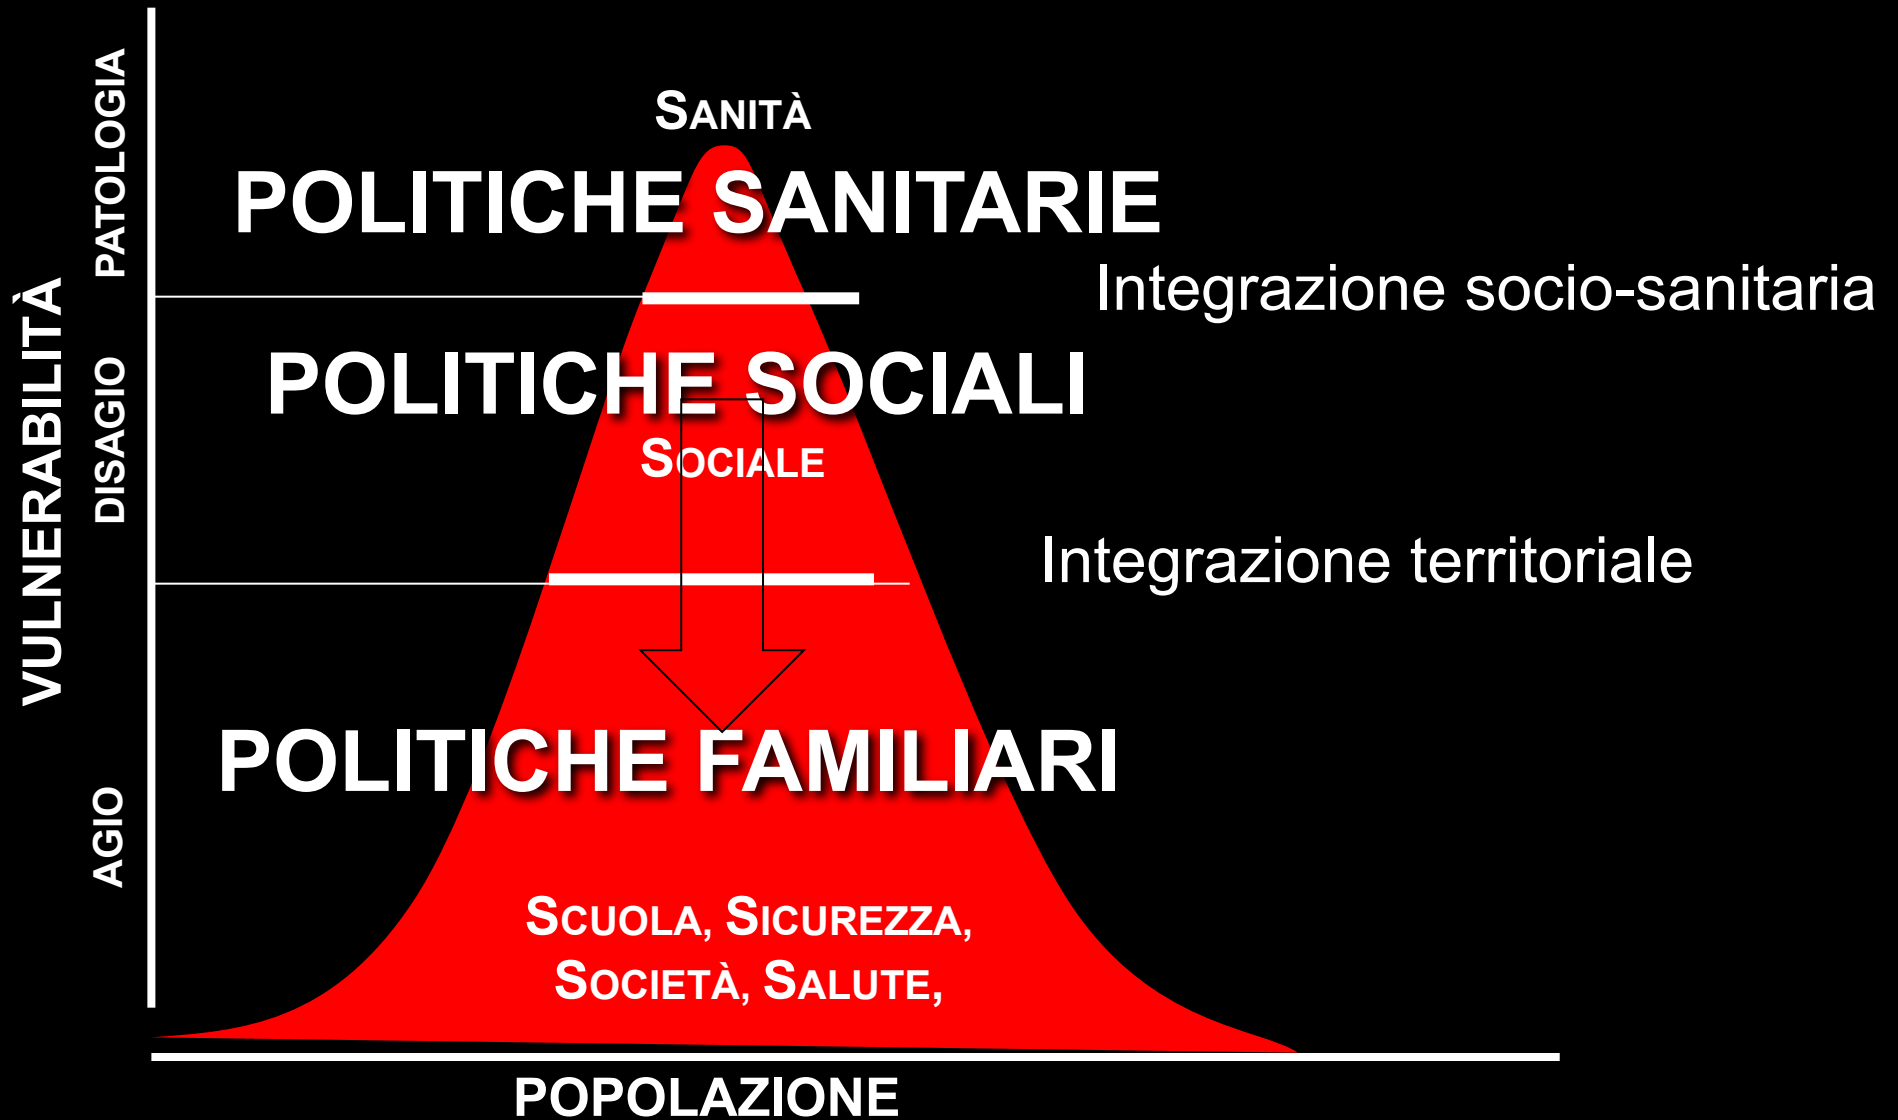 VULNERABILITÀ
PATOLOGIA
DISAGIO
AGIO
SANITÀ
POLITICHE SANITARIE
Integrazione socio-sanitaria
POLITICHE SOCIALI
SOCIALE
Integrazione territoriale
POLITICHE FAMILIARI
SCUOLA, SICUREZZA,
SOCIETÀ, SALUTE,
POPOLAZIONE